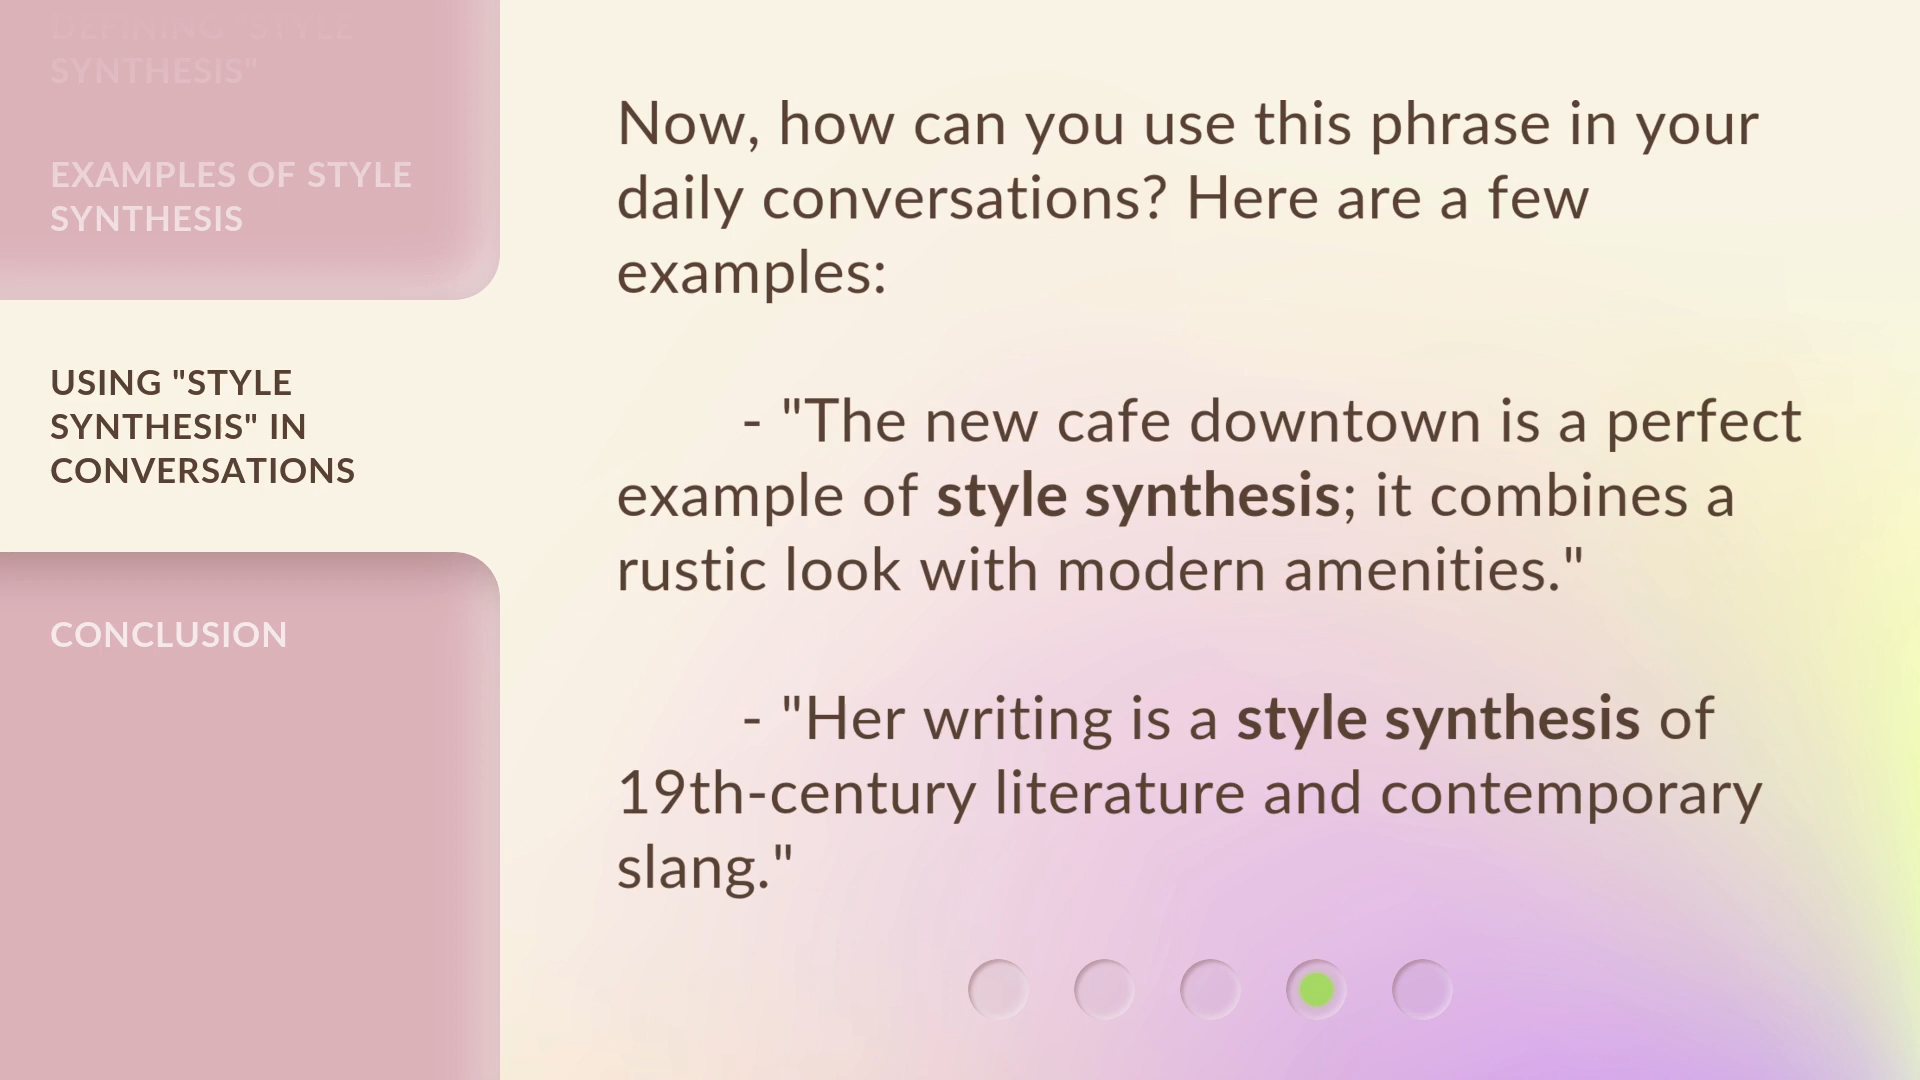 DEFINING "STYLE
SYNTHESIS"
EXAMPLES OF STYLE
SYNTHESIS
USING "STYLE
SYNTHESIS" IN
CONVERSATIONS
CONCLUSION
Now, how can you use this phrase in your
daily conversations? Here are a few
examples:
- "The new cafe downtown is a perfect
example of style synthesis; it combines a
rustic look with modern amenities."
- "Her writing is a style synthesis of
19th-century literature and contemporary
slang."